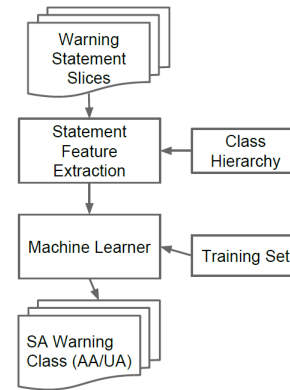 Warning
Statement
Slices
Statement
Feature
Extraction
Class
Hierarchy
Machine Learner
Training Set
SA Warning
Class (AA/UA)